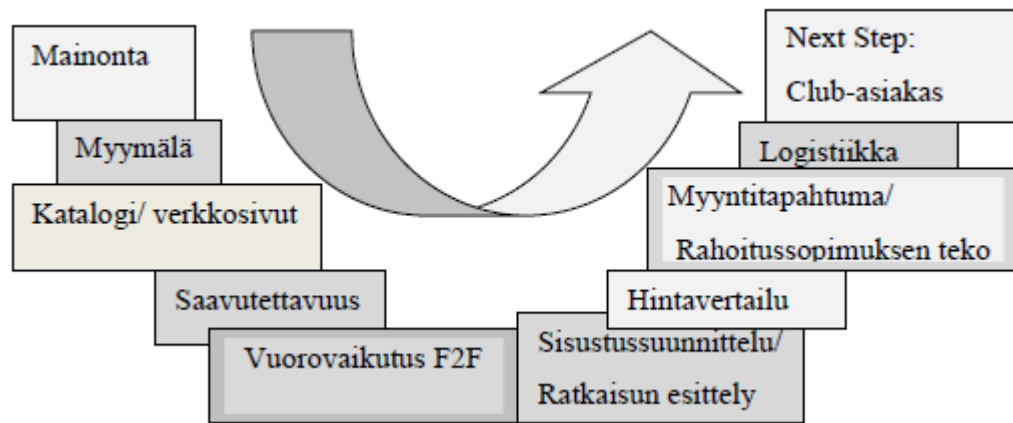 Mainonta
Myymälä
Katalogi/ verkkosivut
Saavutettavuus
Vuorovaikutus F2F
Sisustussuunnittelu/
Ratkaisun esittely
Hintavertailu
Myyntitapahtuma/
Rahoitussopimuksen teko
Logistiikka
Next Step:
Club-asiakas